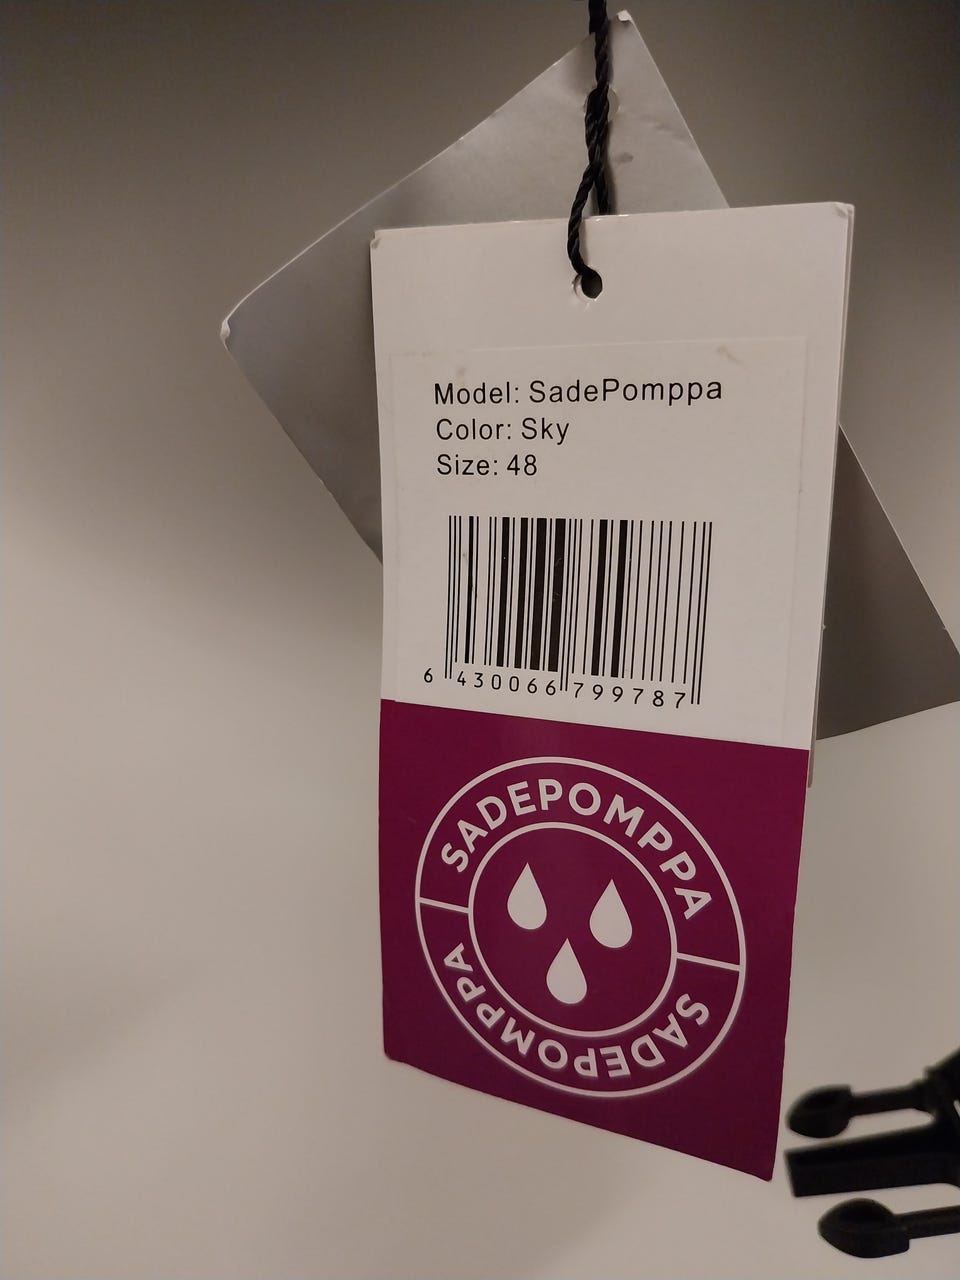 Model: SadePomppa
Color: Sky
Size: 48
6 430066 799787
SADEPOMPPA
SADEPOMPPA